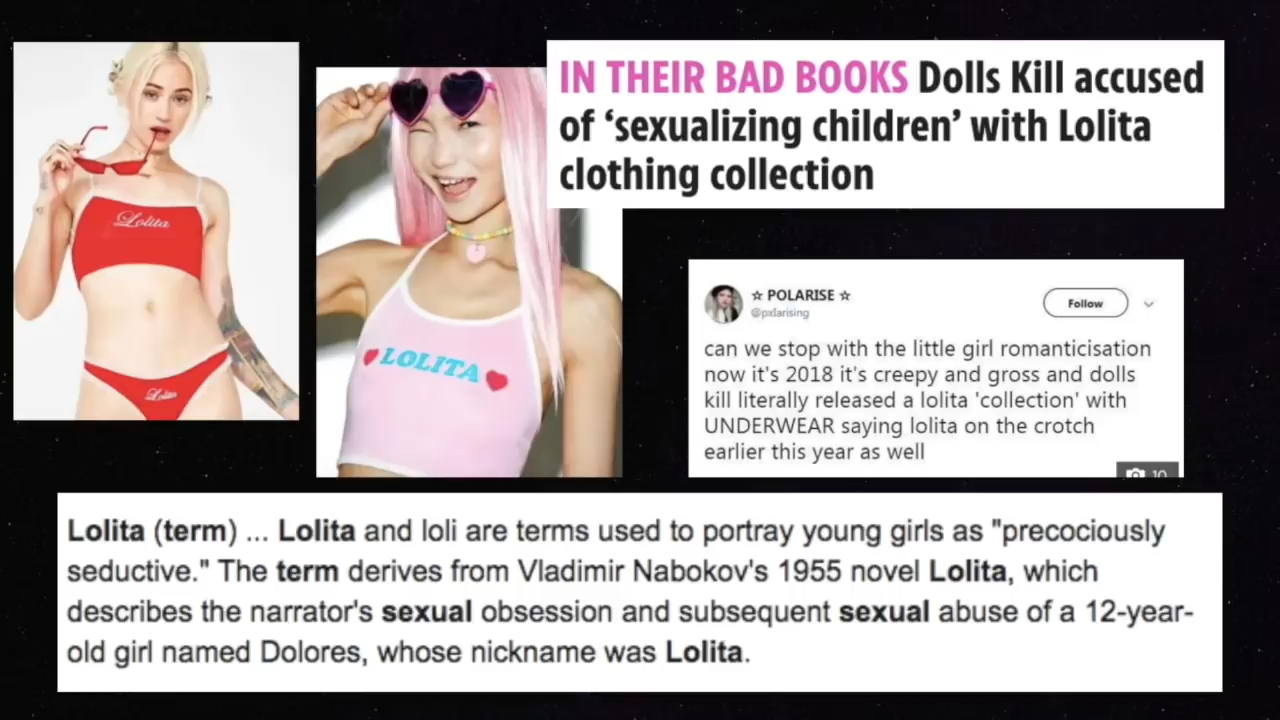 Lolita
Lolita
LOLITA
IN THEIR BAD BOOKS Dolls Kill accused
of ‘sexualizing children’ with Lolita
clothing collection
☆ POLARISE ☆
@pxlarising
Follow
can we stop with the little girl romanticisation
now it's 2018 it's creepy and gross and dolls
kill literally released a lolita 'collection' with
UNDERWEAR saying lolita on the crotch
earlier this year as well
10
Lolita (term) ... Lolita and loli are terms used to portray young girls as "precociously
seductive." The term derives from Vladimir Nabokov's 1955 novel Lolita, which
describes the narrator's sexual obsession and subsequent sexual abuse of a 12-year-
old girl named Dolores, whose nickname was Lolita.